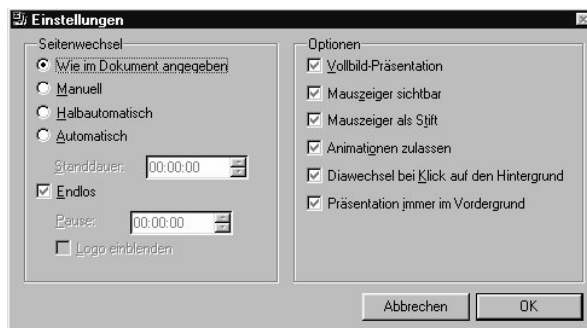 Einstellungen
Seitenwechsel
Wie im Dokument angegeben
Manuell
Halbautomatisch
Automatisch
Standdauer: 00:00:00
Endlos
Pause: 00:00:00
Logo einblenden
Optionen
Vollbild-Präsentation
Mauszeiger sichtbar
Mauszeiger als Stift
Animationen zulassen
Diawechsel bei Klick auf den Hintergrund
Präsentation immer im Vordergrund
Abbrechen OK